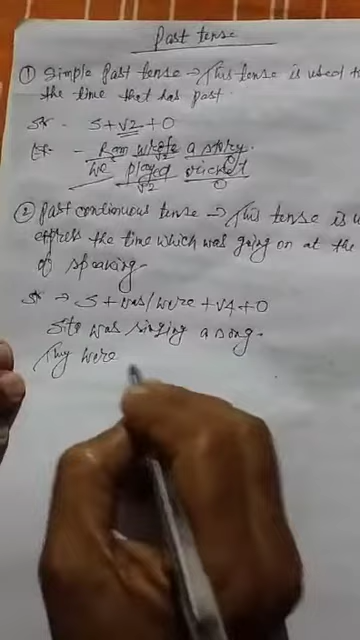 Past tense
① Simple past tense → This tense is used t
the time that has past.
St - S+V2+O
Ex - Ram wrote a story.
V2 O
We played cricket
V2 O
② Past continuous tense → This tense is u
express the time which was going on at the
of speaking-
St → S + was/were + V4+O
Sita was singing a song.
They were